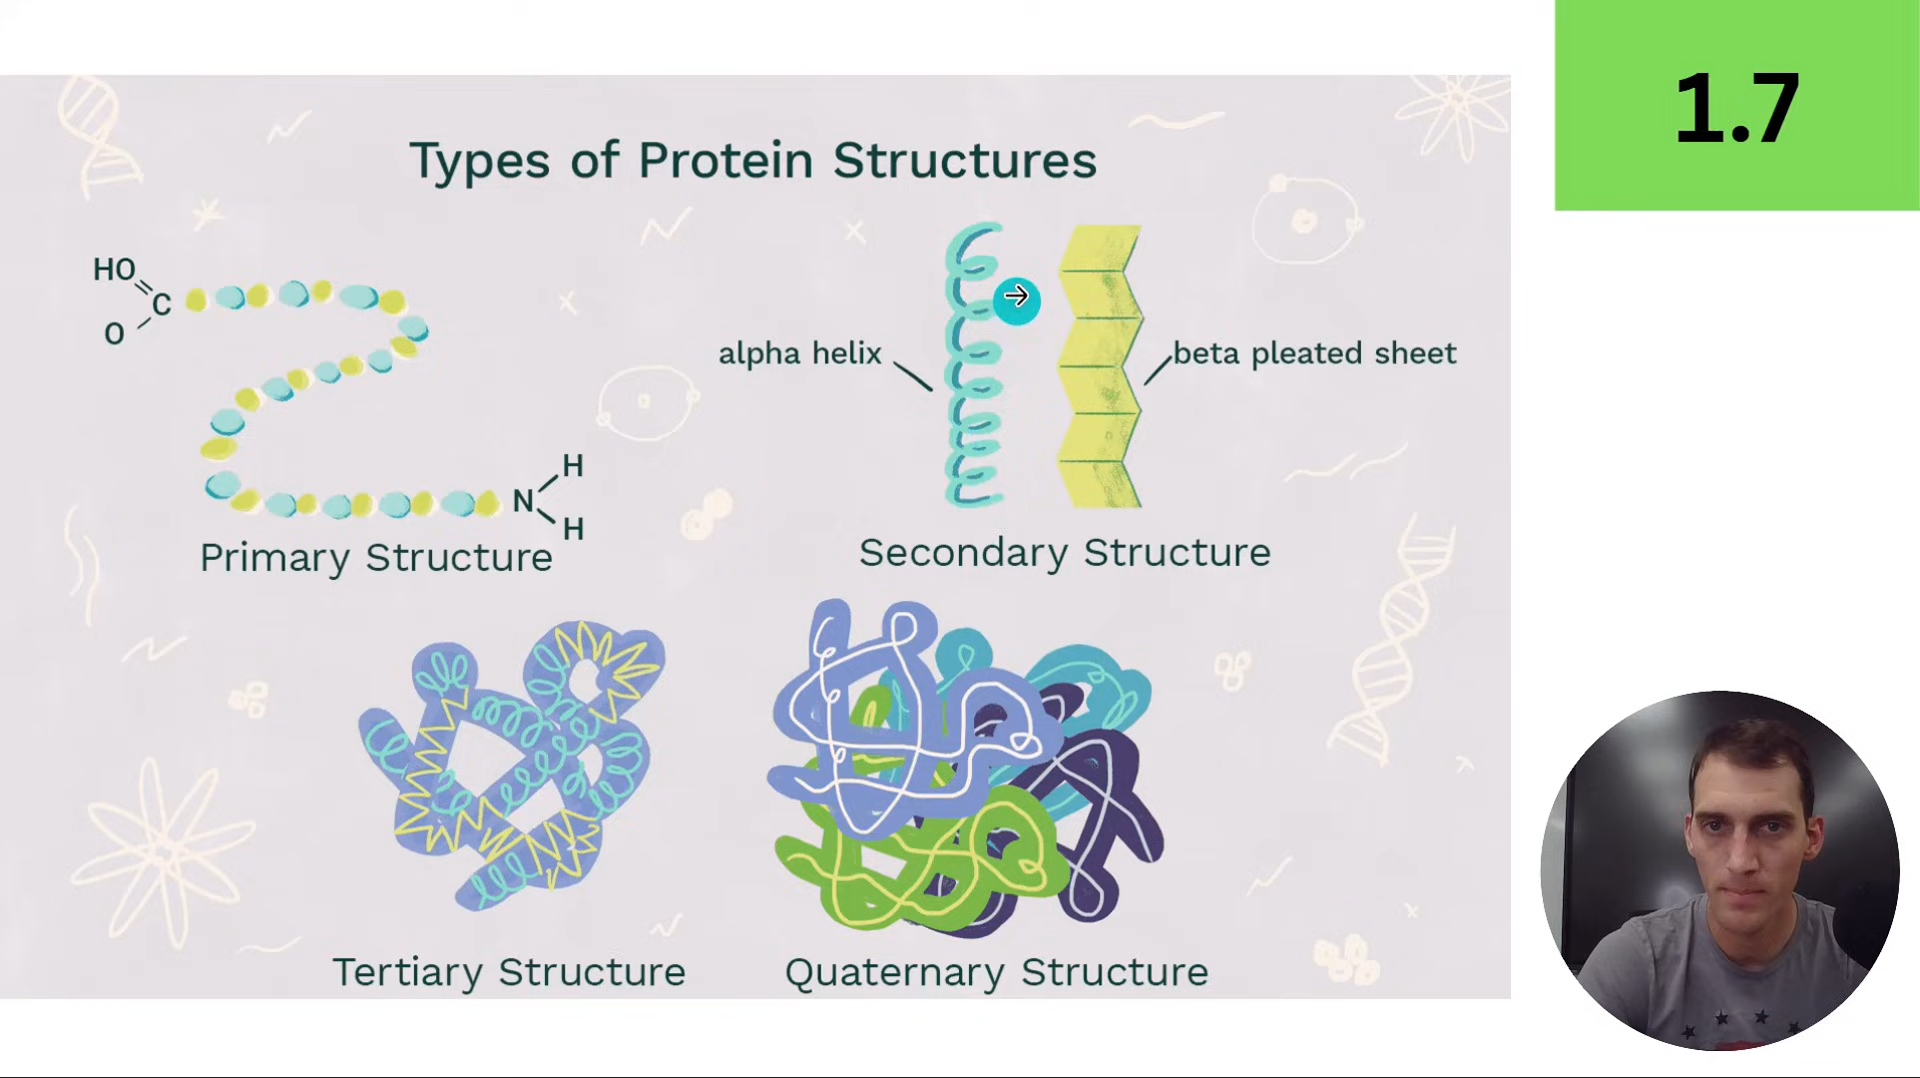 1.7
Types of Protein Structures
HO
C
O
H
N
H
Primary Structure
alpha helix
beta pleated sheet
Secondary Structure
Tertiary Structure
Quaternary Structure